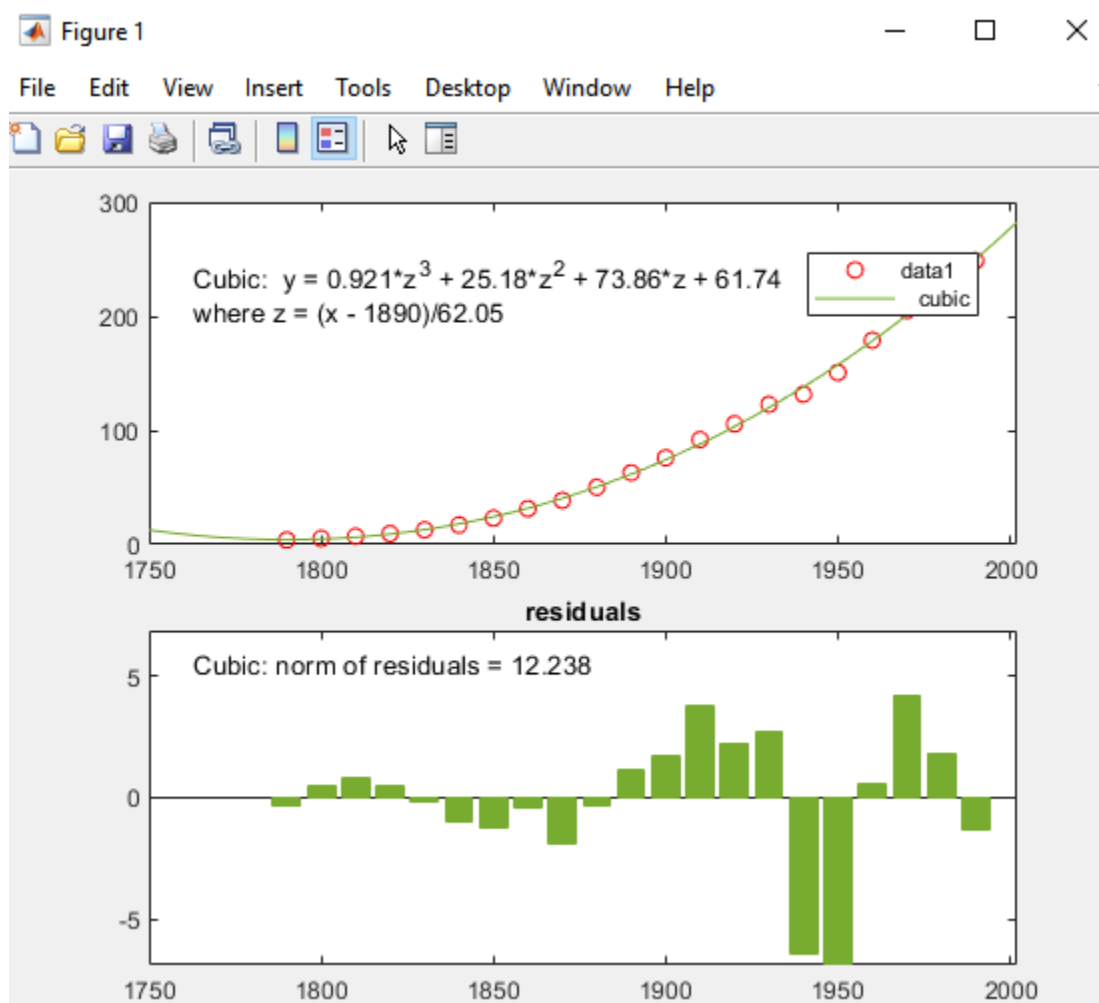 Figure 1
File Edit View Insert Tools Desktop Window Help
300
200
100
0
Cubic: y = 0.921*z^3 + 25.18*z^2 + 73.86*z + 61.74
where z = (x - 1890)/62.05
data1
cubic
1750 1800 1850 1900 1950 2000
residuals
Cubic: norm of residuals = 12.238
5
0
-5
1750 1800 1850 1900 1950 2000